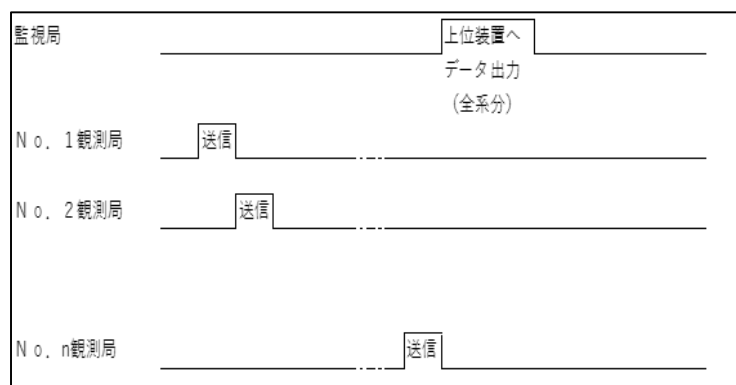 監視局
上位装置へ
データ出力
(全系分)
No. 1観測局
送信
No. 2観測局
送信
No. n観測局
送信